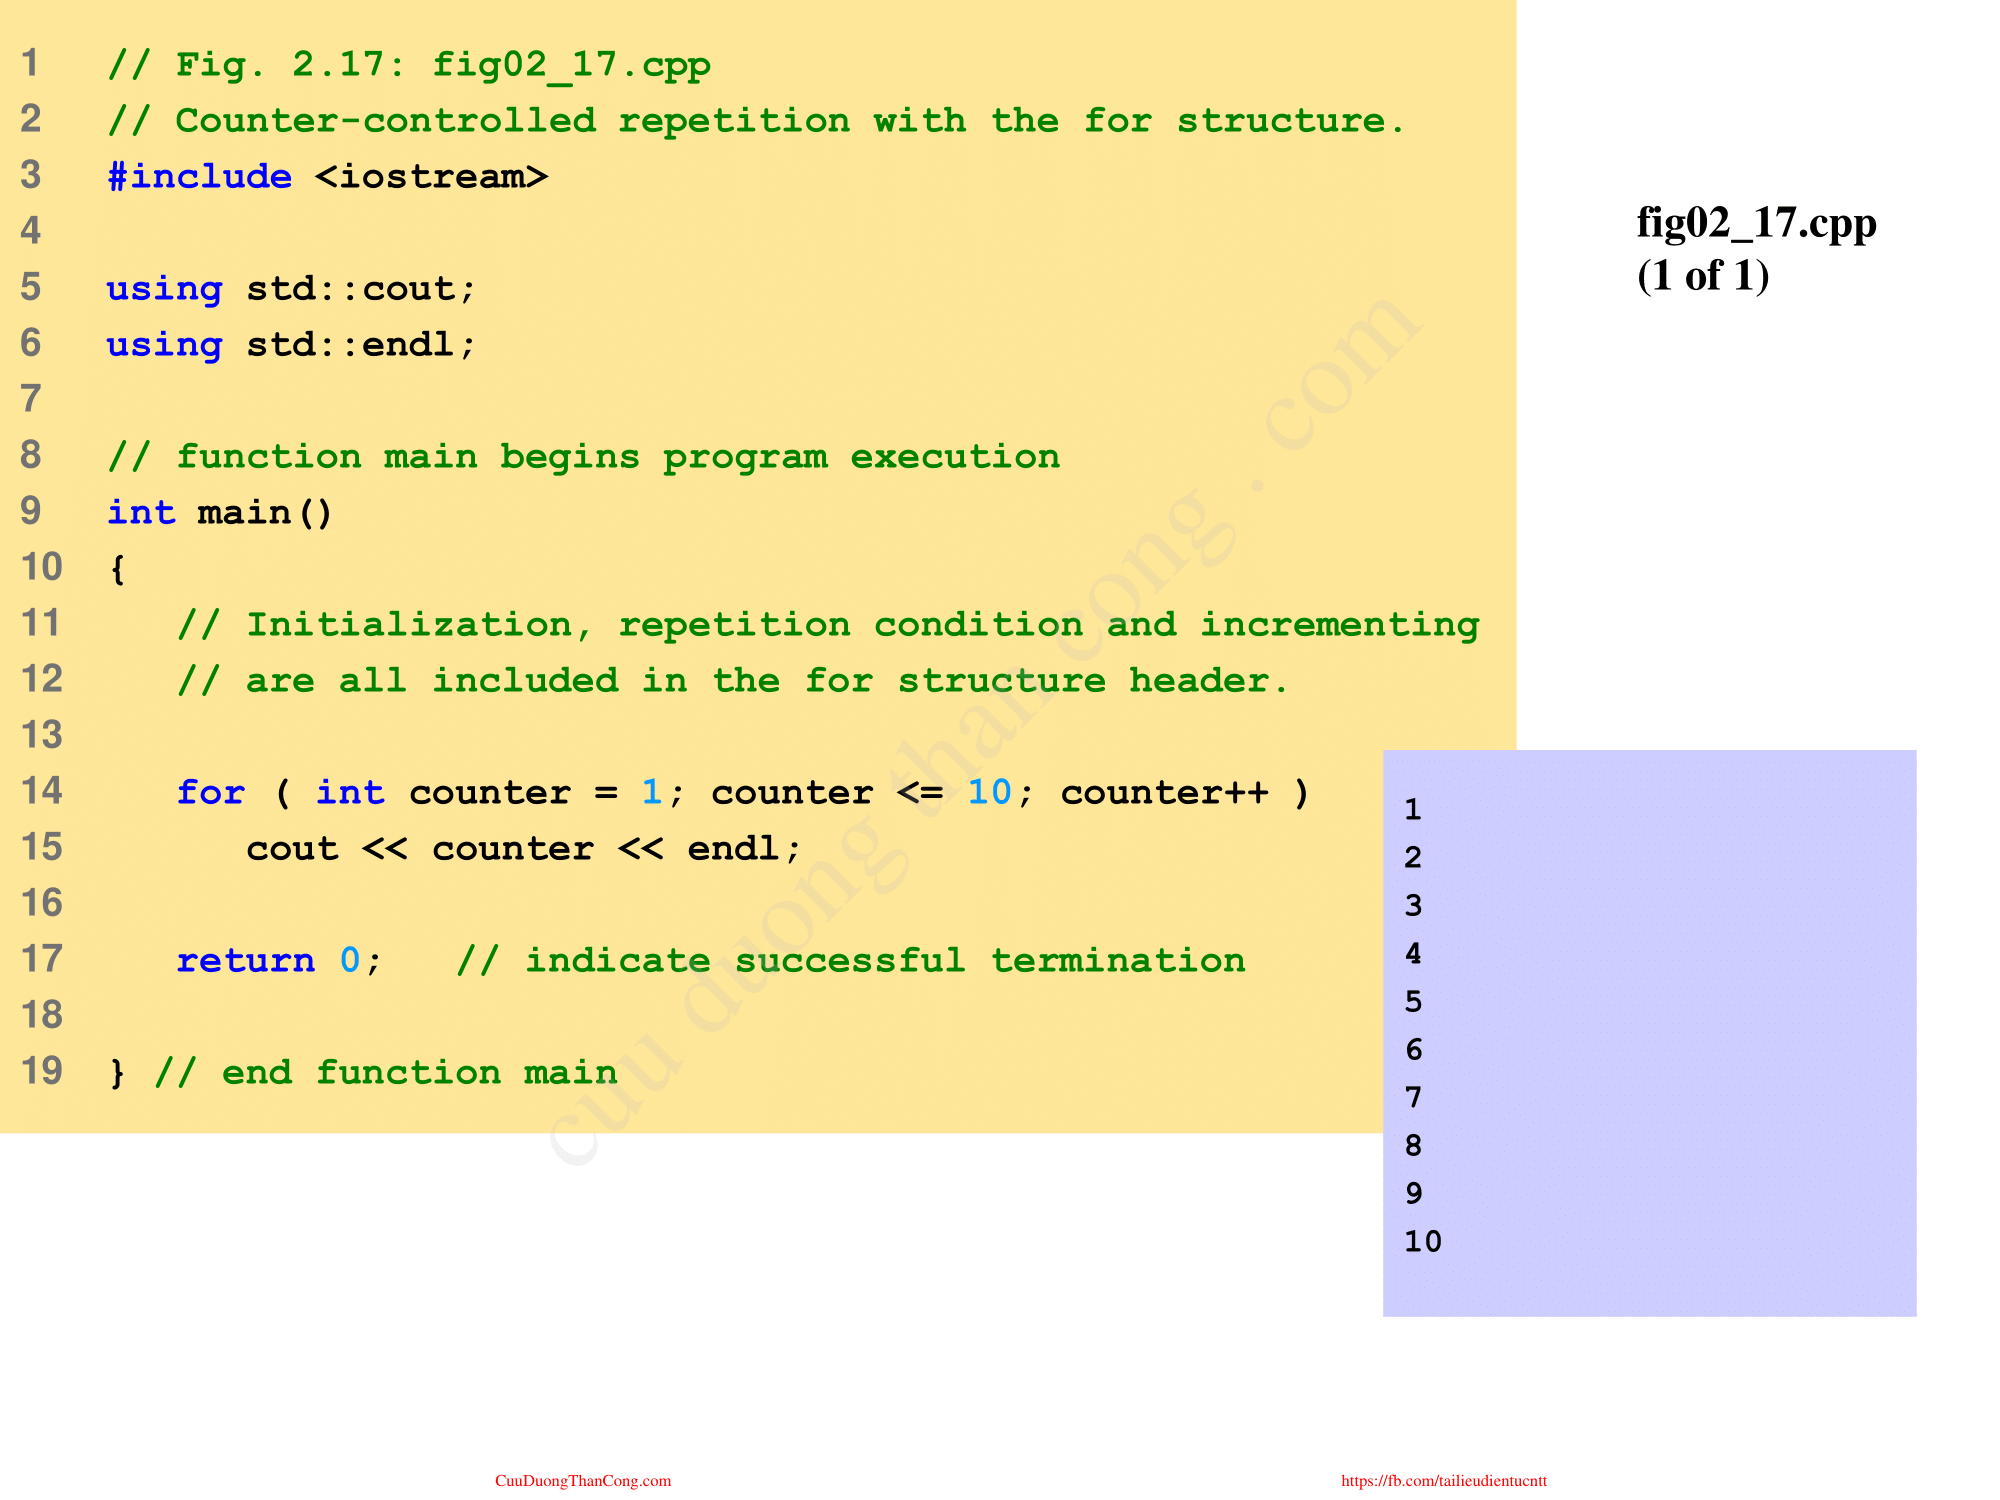 1 // Fig. 2.17: fig02_17.cpp
2 // Counter-controlled repetition with the for structure.
3 #include <iostream>
4
5 using std::cout;
6 using std::endl;
7
8 // function main begins program execution
9 int main()
10 {
11 // Initialization, repetition condition and incrementing
12 // are all included in the for structure header.
13
14 for ( int counter = 1; counter <= 10; counter++ )
15 cout << counter << endl;
16
17 return 0; // indicate successful termination
18
19 } // end function main
fig02_17.cpp
(1 of 1)
1
2
3
4
5
6
7
8
9
10
cuu duong than cong . com
CuuDuongThanCong.com
https://fb.com/tailieudientucntt